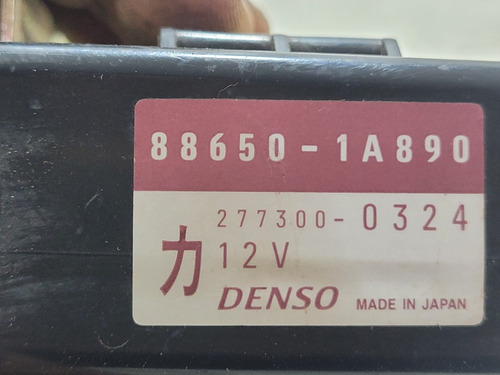 88650-1A890
277300-0324
カ 12V
DENSO MADE IN JAPAN